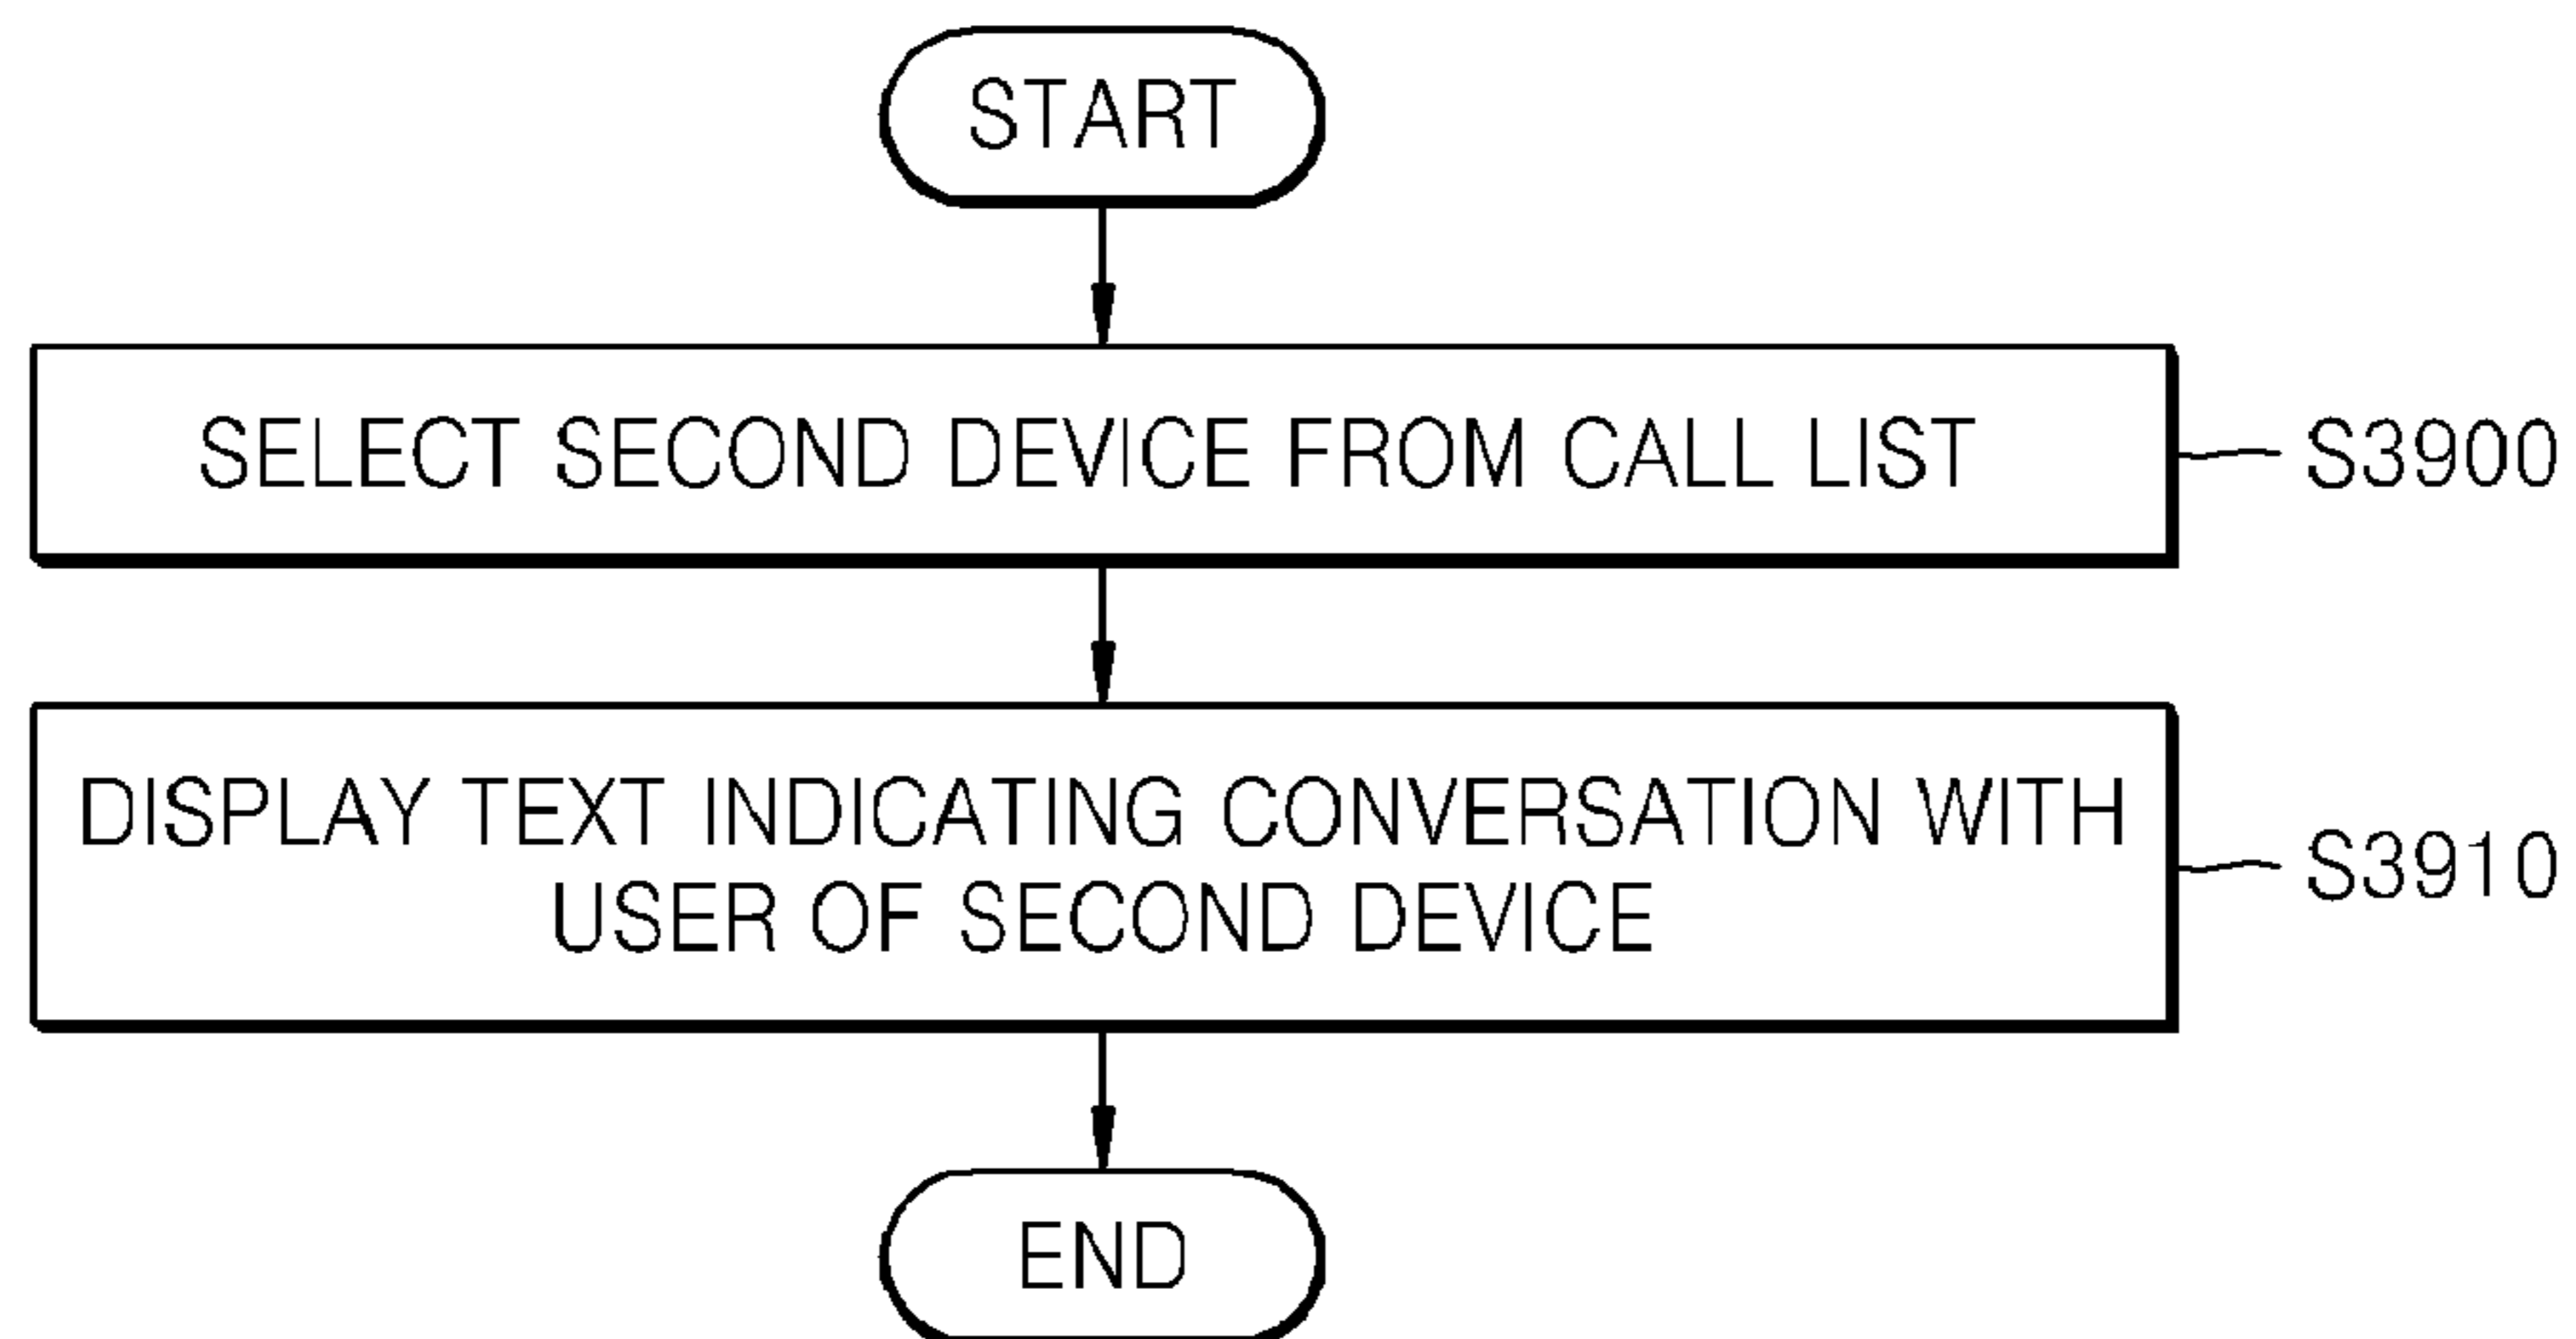 START
SELECT SECOND DEVICE FROM CALL LIST
S3900
DISPLAY TEXT INDICATING CONVERSATION WITH
USER OF SECOND DEVICE
S3910
END